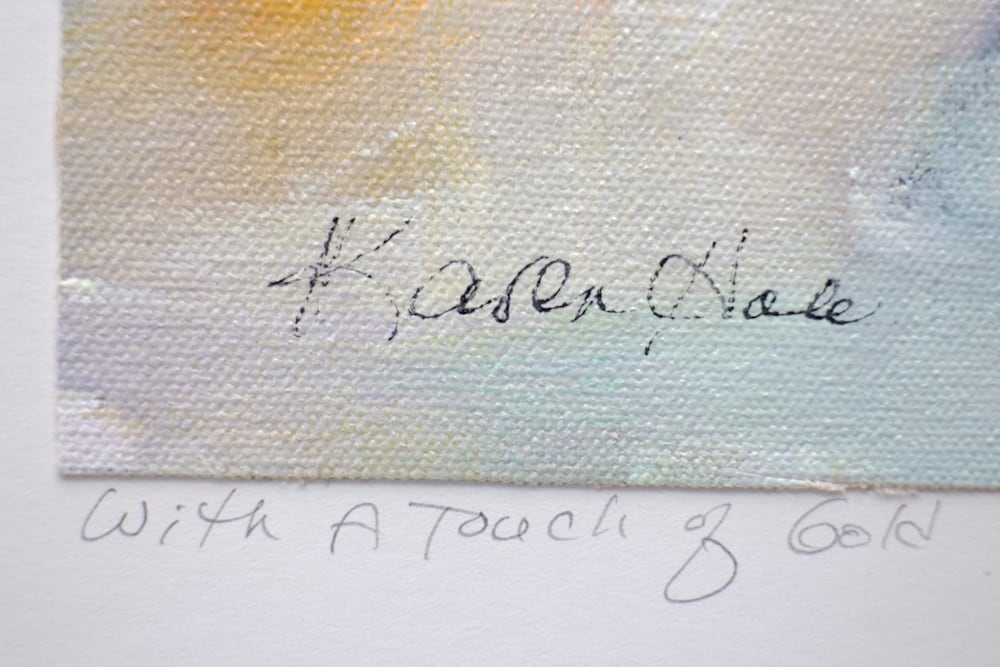 Karen Hale
With A Touch of Gold